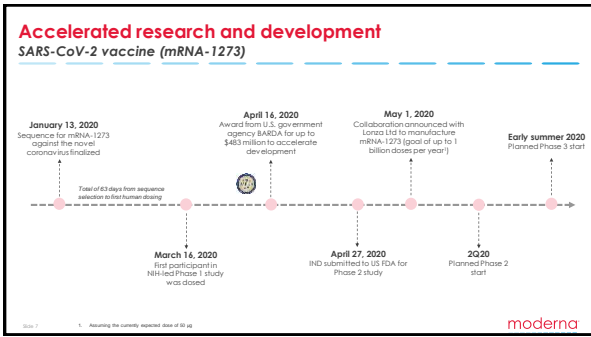 Accelerated research and development
SARS-CoV-2 vaccine (mRNA-1273)
January 13, 2020
Sequence for mRNA-1273
against the novel
coronavirus finalized
April 16, 2020
Award from U.S. government
agency BARDA for up to
$483 million to accelerate
development
May 1, 2020
Collaboration announced with
Lonza Ltd to manufacture
mRNA-1273 (goal of up to 1
billion doses per year¹)
Early summer 2020
Planned Phase 3 start
Total of 63 days from sequence
selection to first human dosing
March 16, 2020
First participant in
NIH-led Phase 1 study
was dosed
April 27, 2020
IND submitted to US FDA for
Phase 2 study
2Q20
Planned Phase 2
start
Slide 7
1. Assuming the currently expected dose of 50 µg
moderna